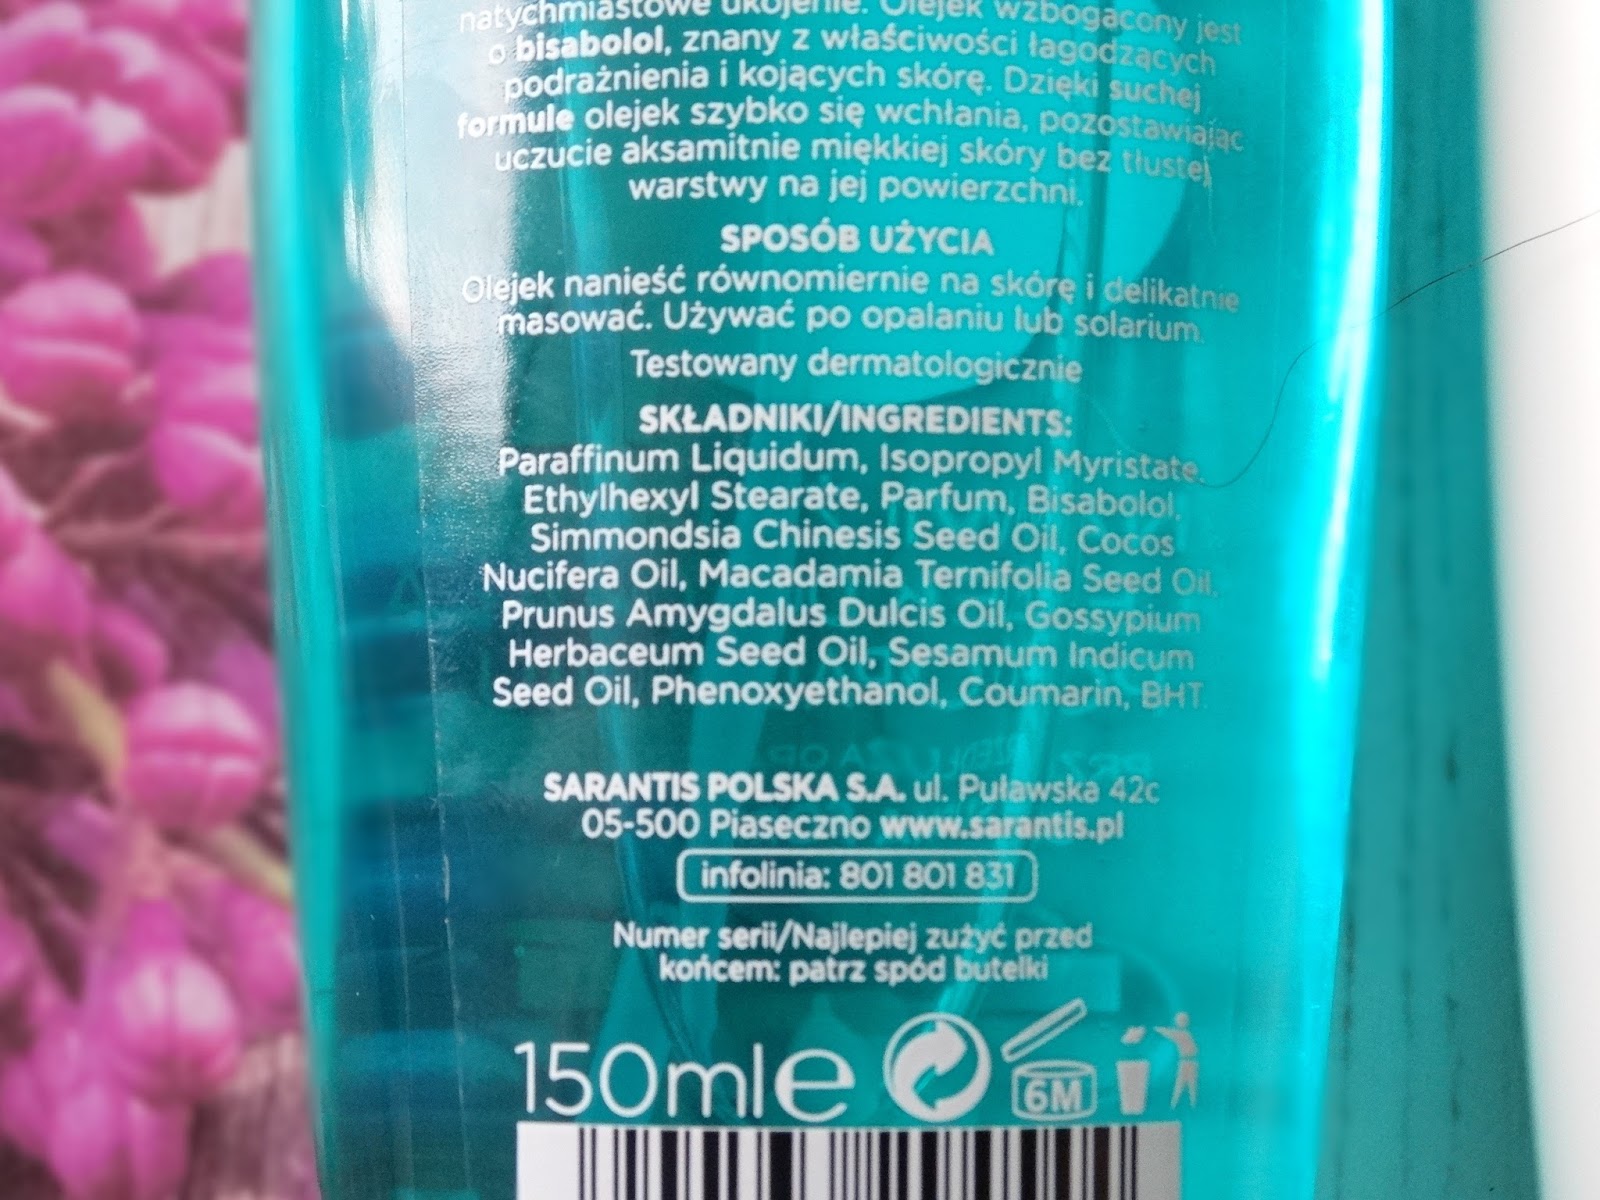 natychmiastowe ukojenie. Olejek wzbogacony jest
o bisabolol, znany z właściwości łagodzących
podrażnienia i kojących skórę. Dzięki suchej
formule olejek szybko się wchłania, pozostawiając
uczucie aksamitnie miękkiej skóry bez tłustej
warstwy na jej powierzchni.
SPOSÓB UŻYCIA
Olejek nanieść równomiernie na skórę i delikatnie
masować. Używać po opalaniu lub solarium.
Testowany dermatologicznie
SKŁADNIKI/INGREDIENTS:
Paraffinum Liquidum, Isopropyl Myristate,
Ethylhexyl Stearate, Parfum, Bisabolol,
Simmondsia Chinesis Seed Oil, Cocos
Nucifera Oil, Macadamia Ternifolia Seed Oil,
Prunus Amygdalus Dulcis Oil, Gossypium
Herbaceum Seed Oil, Sesamum Indicum
Seed Oil, Phenoxyethanol, Coumarin, BHT.
SARANTIS POLSKA S.A. ul. Puławska 42c
05-500 Piaseczno www.sarantis.pl
infolinia: 801 801 831
Numer serii/Najlepiej zużyć przed
końcem: patrz spód butelki
150ml e
6M